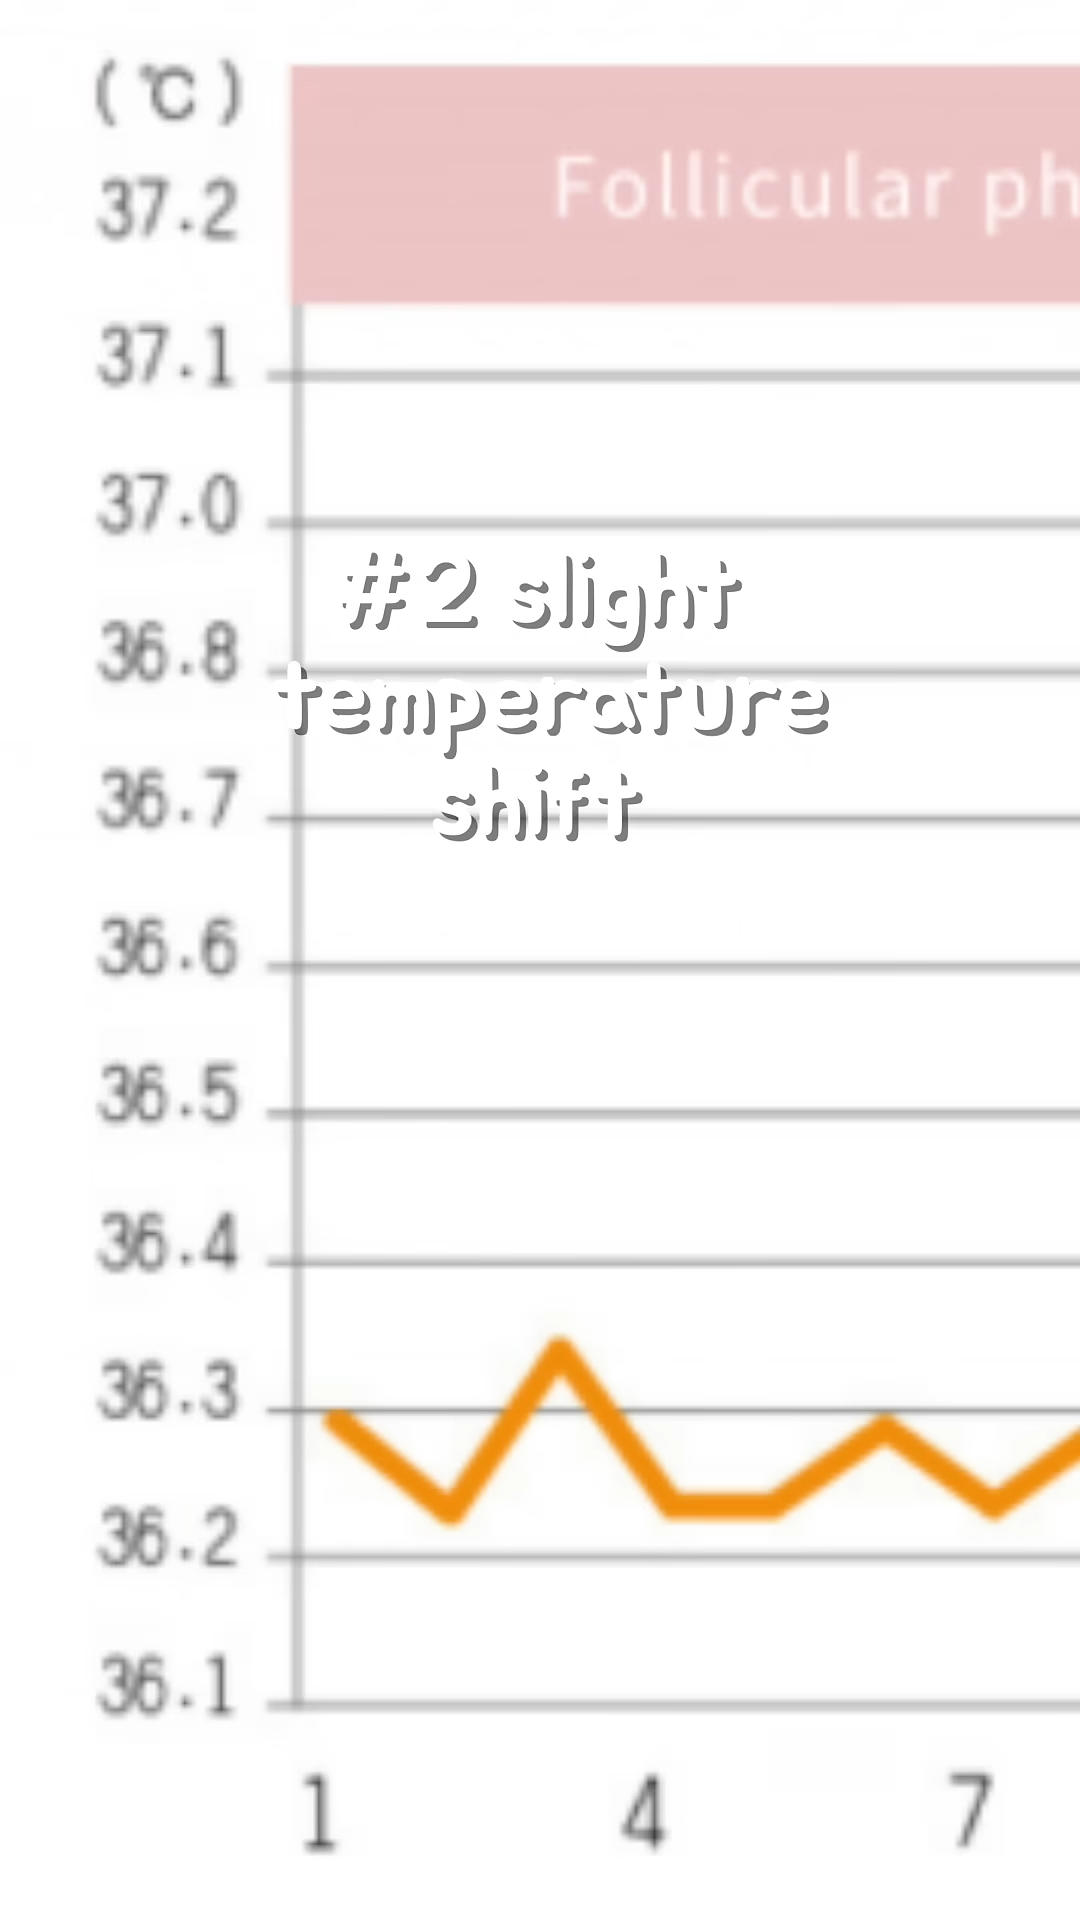 (℃)
37.2
Follicular ph
37.1
37.0
#2 slight
36.8
temperature
36.7
shift
36.6
36.5
36.4
36.3
36.2
36.1
1 4 7